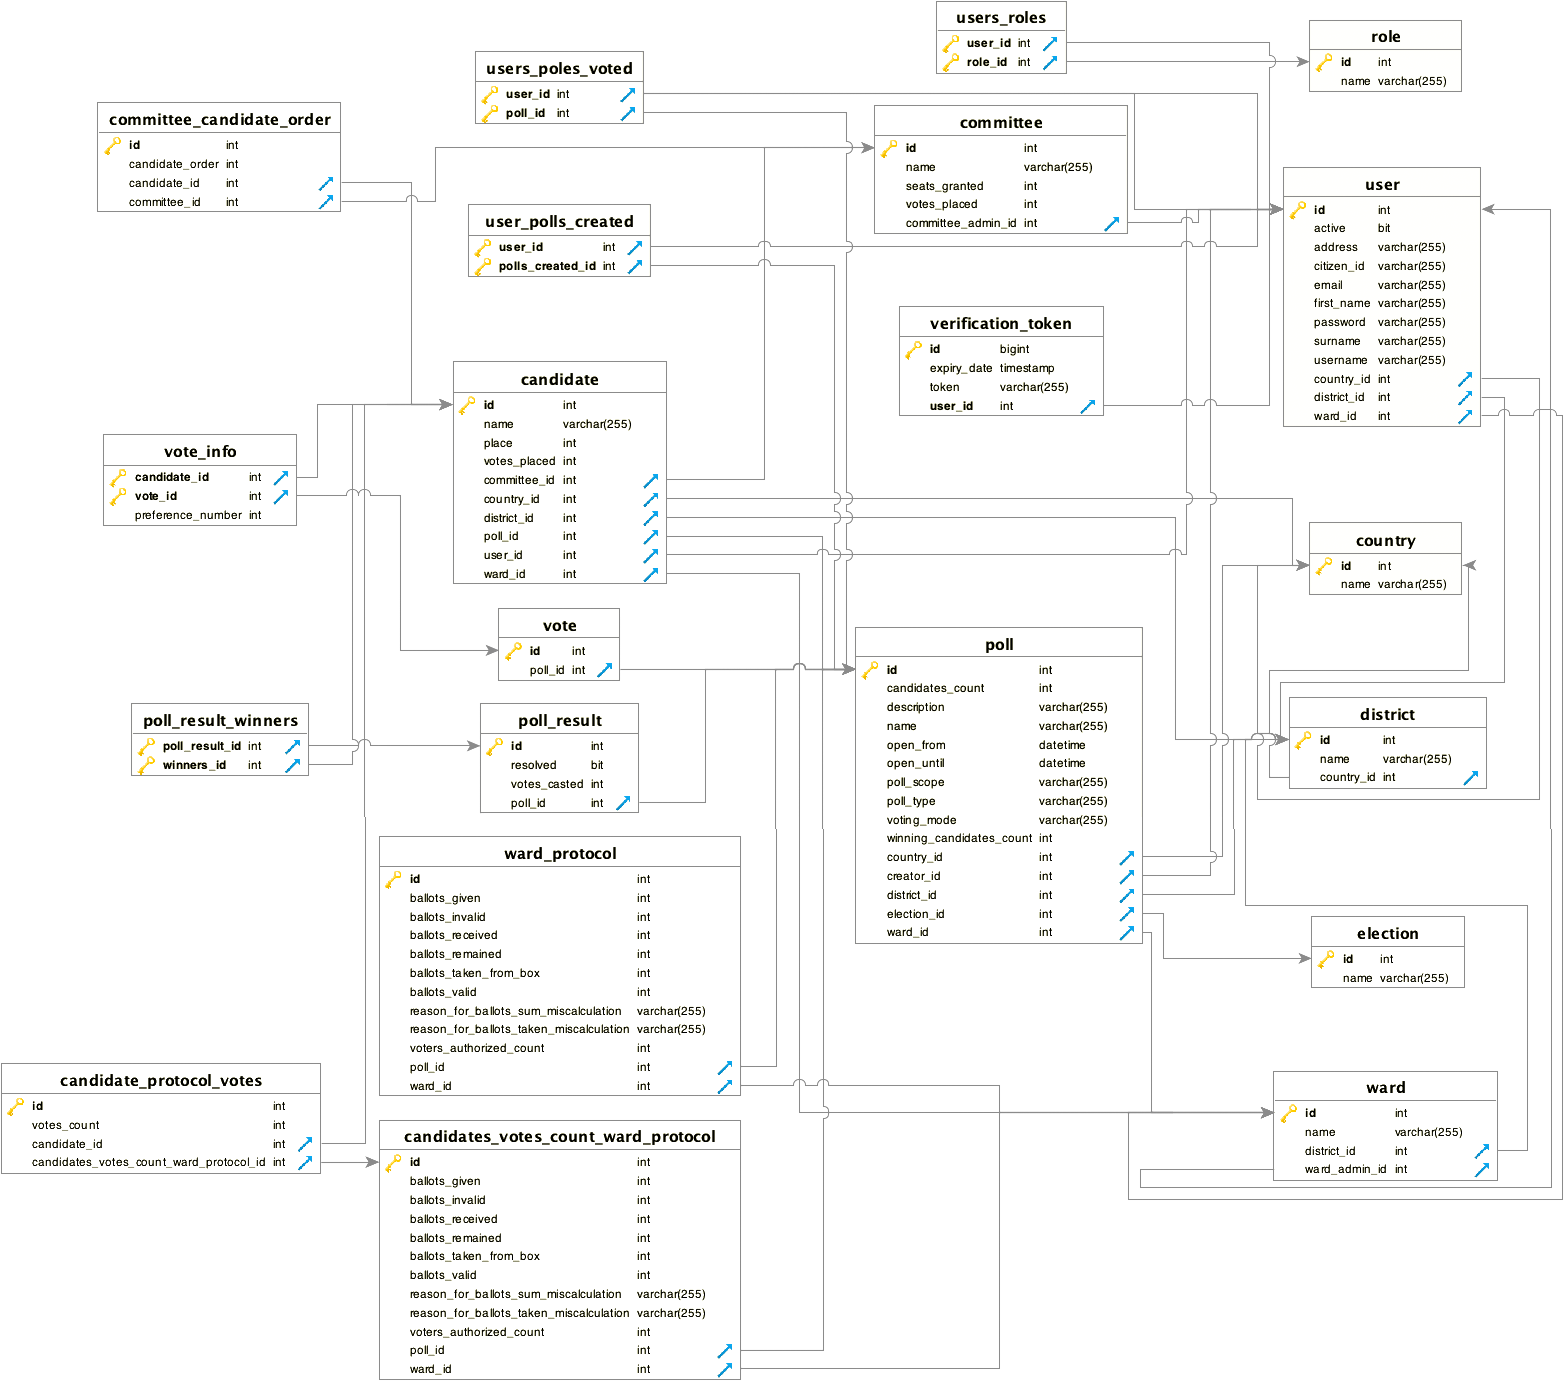 users_roles
user_id int
role_id int
role
id int
name varchar(255)
users_poles_voted
user_id int
poll_id int
committee_candidate_order
id int
candidate_order int
candidate_id int
committee_id int
committee
id int
name varchar(255)
seats_granted int
votes_placed int
committee_admin_id int
user
id int
active bit
address varchar(255)
citizen_id varchar(255)
email varchar(255)
first_name varchar(255)
password varchar(255)
surname varchar(255)
username varchar(255)
country_id int
district_id int
ward_id int
user_polls_created
user_id int
polls_created_id int
verification_token
id bigint
expiry_date timestamp
token varchar(255)
user_id int
candidate
id int
name varchar(255)
place int
votes_placed int
committee_id int
country_id int
district_id int
poll_id int
user_id int
ward_id int
vote_info
candidate_id int
vote_id int
preference_number int
country
id int
name varchar(255)
vote
id int
poll_id int
poll
id int
candidates_count int
description varchar(255)
name varchar(255)
open_from datetime
open_until datetime
poll_scope varchar(255)
poll_type varchar(255)
voting_mode varchar(255)
winning_candidates_count int
country_id int
creator_id int
district_id int
election_id int
ward_id int
poll_result_winners
poll_result_id int
winners_id int
poll_result
id int
resolved bit
votes_casted int
poll_id int
district
id int
name varchar(255)
country_id int
ward_protocol
id int
ballots_given int
ballots_invalid int
ballots_received int
ballots_remained int
ballots_taken_from_box int
ballots_valid int
reason_for_ballots_sum_miscalculation varchar(255)
reason_for_ballots_taken_miscalculation varchar(255)
voters_authorized_count int
poll_id int
ward_id int
election
id int
name varchar(255)
candidate_protocol_votes
id int
votes_count int
candidate_id int
candidates_votes_count_ward_protocol_id int
ward
id int
name varchar(255)
district_id int
ward_admin_id int
candidates_votes_count_ward_protocol
id int
ballots_given int
ballots_invalid int
ballots_received int
ballots_remained int
ballots_taken_from_box int
ballots_valid int
reason_for_ballots_sum_miscalculation varchar(255)
reason_for_ballots_taken_miscalculation varchar(255)
voters_authorized_count int
poll_id int
ward_id int